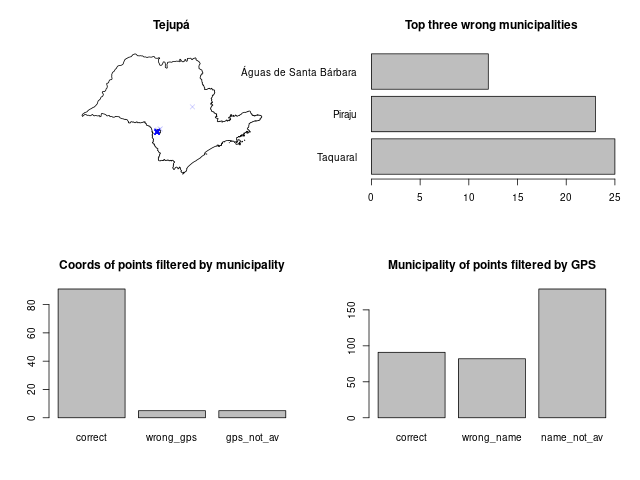 Tejupá
Top three wrong municipalities
Águas de Santa Bárbara
Piraju
Taquaral
0 5 10 15 20 25
Coords of points filtered by municipality
80
60
40
20
0
correct wrong_gps gps_not_av
Municipality of points filtered by GPS
150
100
50
0
correct wrong_name name_not_av